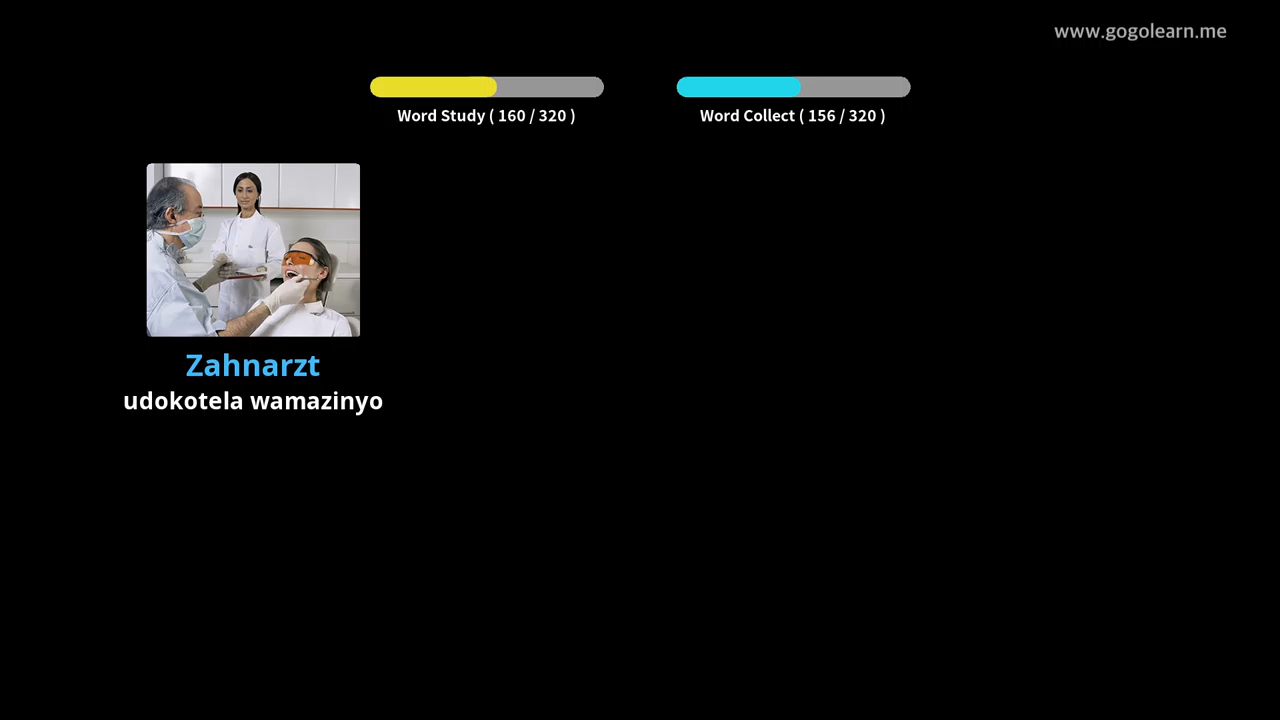 www.gogolearn.me
Word Study ( 160 / 320 )
Word Collect ( 156 / 320 )
Zahnarzt
udokotela wamazinyo